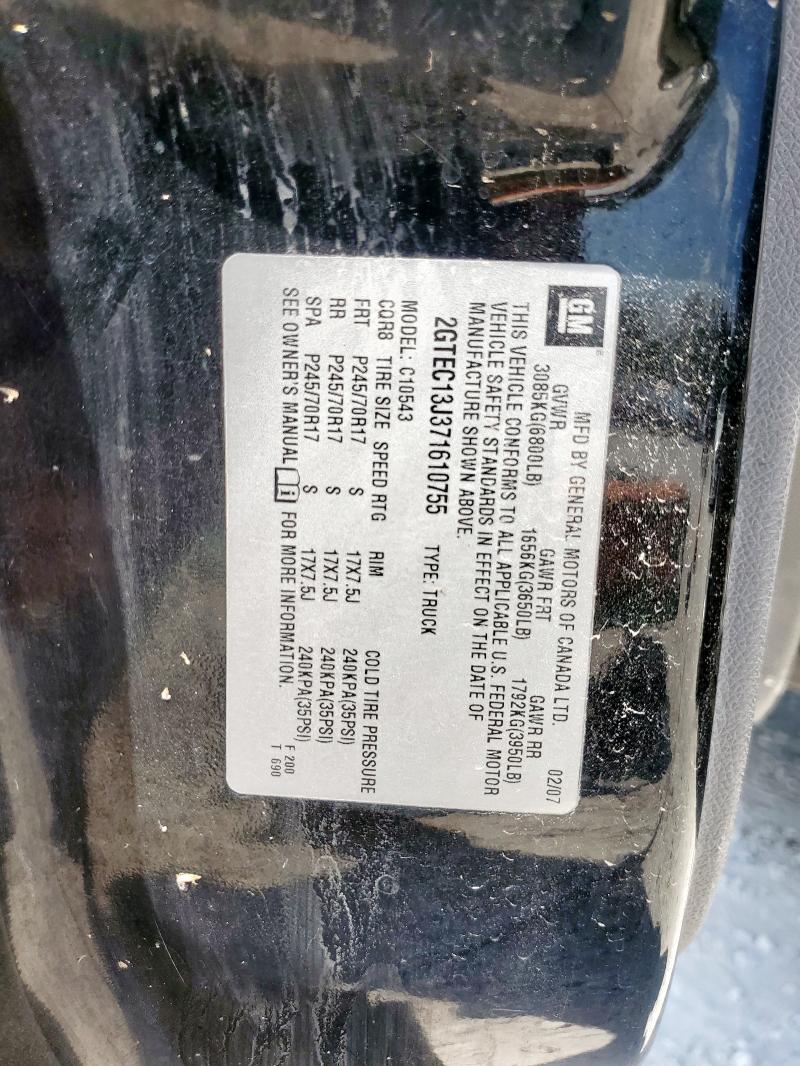 GM
MFD BY GENERAL MOTORS OF CANADA LTD.
02/07
GVWR GAWR FRT GAWR RR
3085KG(6800LB) 1656KG(3650LB) 1792KG(3950LB)
THIS VEHICLE CONFORMS TO ALL APPLICABLE U.S. FEDERAL MOTOR
VEHICLE SAFETY STANDARDS IN EFFECT ON THE DATE OF
MANUFACTURE SHOWN ABOVE.
2GTEC13J371610755 TYPE: TRUCK
MODEL: C10543
CQR8 TIRE SIZE SPEED RTG RIM COLD TIRE PRESSURE
FRT P245/70R17 S 17X7.5J 240KPA(35PSI)
RR P245/70R17 S 17X7.5J 240KPA(35PSI)
SPA P245/70R17 S 17X7.5J 240KPA(35PSI)
SEE OWNER'S MANUAL i FOR MORE INFORMATION.
F 200
T 690